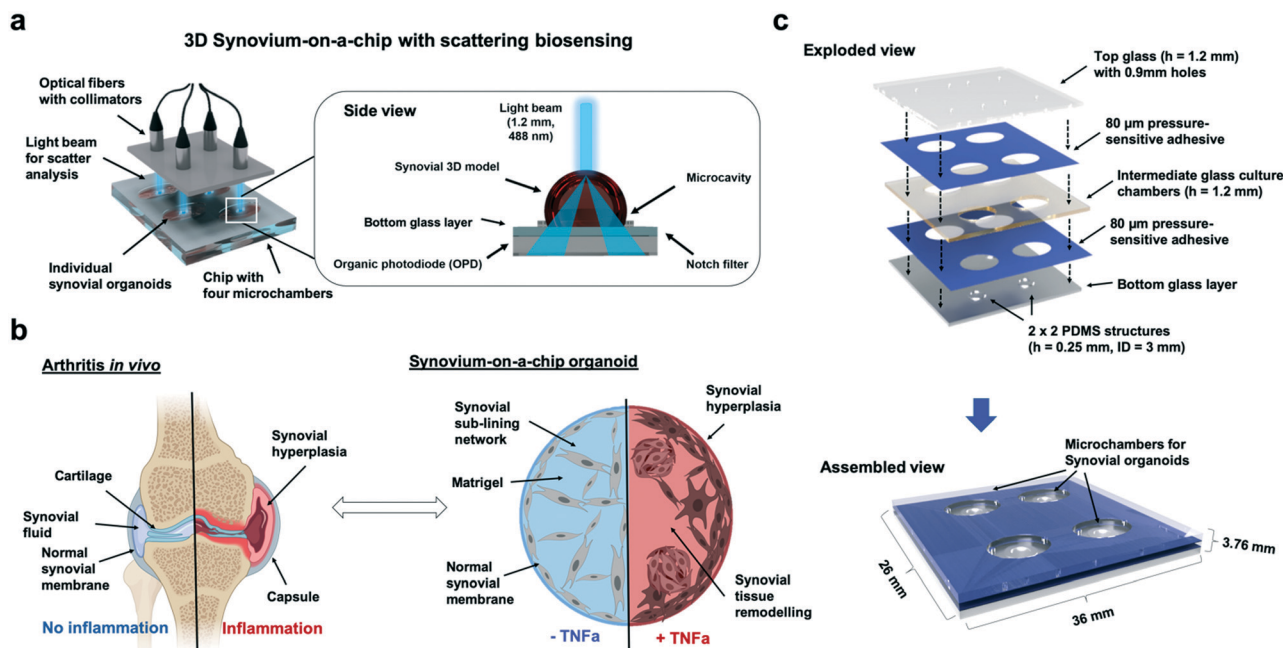 a
3D Synovium-on-a-chip with scattering biosensing
Optical fibers
with collimators
Light beam
for scatter
analysis
Individual
synovial organoids
Chip with
four microchambers
Side view
Light beam
(1.2 mm,
488 nm)
Synovial 3D model
Microcavity
Bottom glass layer
Organic photodiode (OPD)
Notch filter
b
Arthritis in vivo
Cartilage
Synovial
fluid
Normal
synovial
membrane
Synovial
hyperplasia
Capsule
No inflammation
Inflammation
Synovium-on-a-chip organoid
Synovial
sub-lining
network
Matrigel
Normal
synovial
membrane
Synovial
hyperplasia
Synovial
tissue
remodelling
- TNFa
+ TNFa
c
Exploded view
Top glass (h = 1.2 mm)
with 0.9mm holes
80 µm pressure-
sensitive adhesive
Intermediate glass culture
chambers (h = 1.2 mm)
80 µm pressure-
sensitive adhesive
Bottom glass layer
2 x 2 PDMS structures
(h = 0.25 mm, ID = 3 mm)
Assembled view
Microchambers for
Synovial organoids
3.76 mm
26 mm
36 mm